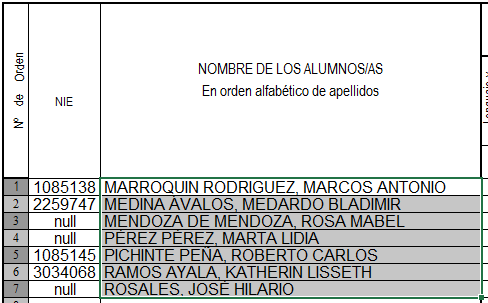 Nº de Orden
NIE
NOMBRE DE LOS ALUMNOS/AS
En orden alfabético de apellidos
1 1085138 MARROQUIN RODRIGUEZ, MARCOS ANTONIO
2 2259747 MEDINA ÁVALOS, MEDARDO BLADIMIR
3 null MENDOZA DE MENDOZA, ROSA MABEL
4 null PÉREZ PÉREZ, MARTA LIDIA
5 1085145 PICHINTE PEÑA, ROBERTO CARLOS
6 3034068 RAMOS AYALA, KATHERIN LISSETH
7 null ROSALES, JOSÉ HILARIO